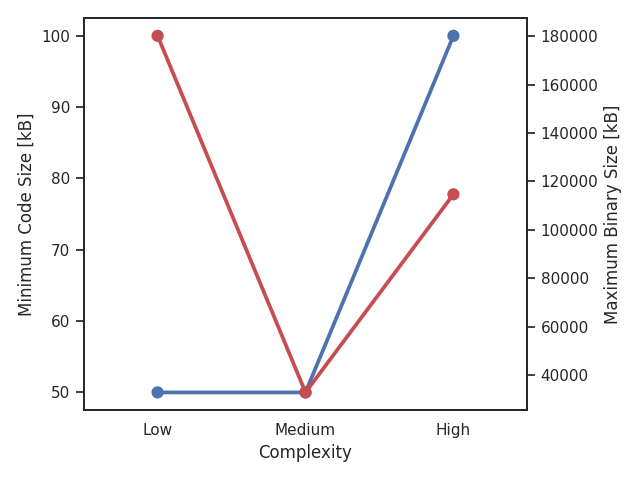 Minimum Code Size [kB]
100
90
80
70
60
50
Low
Medium
High
Complexity
180000
160000
140000
120000
100000
80000
60000
40000
Maximum Binary Size [kB]